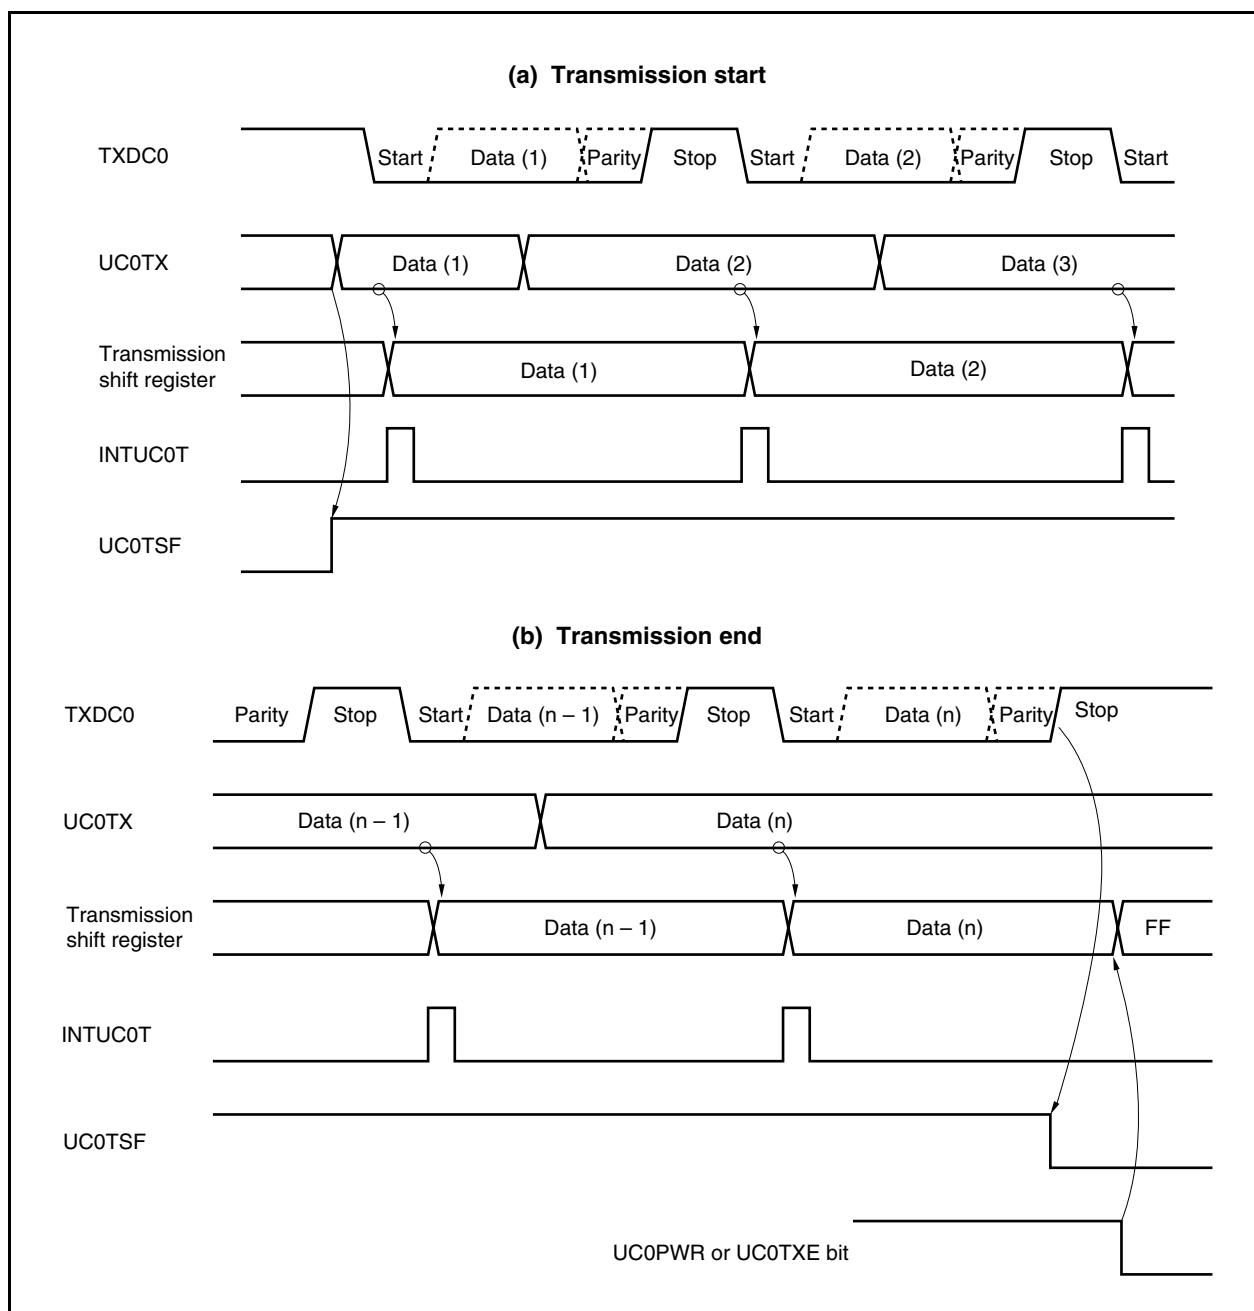 (a) Transmission start
TXDC0 Start Data (1) Parity Stop Start Data (2) Parity Stop Start
UC0TX Data (1) Data (2) Data (3)
Transmission
shift register
Data (1) Data (2)
INTUC0T
UC0TSF
(b) Transmission end
TXDC0 Parity Stop Start Data (n – 1) Parity Stop Start Data (n) Parity Stop
UC0TX Data (n – 1) Data (n)
Transmission
shift register
Data (n – 1) Data (n) FF
INTUC0T
UC0TSF
UC0PWR or UC0TXE bit